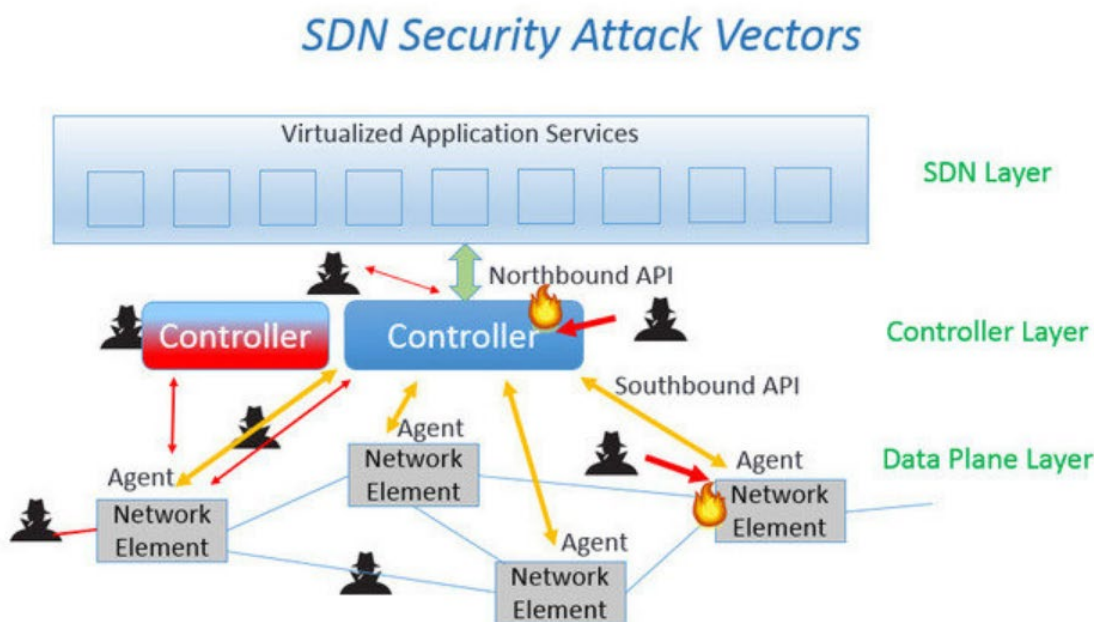 SDN Security Attack Vectors
Virtualized Application Services
SDN Layer
Northbound API
Controller
Controller
Controller Layer
Southbound API
Agent
Agent
Agent
Data Plane Layer
Network
Element
Network
Element
Network
Element
Agent
Network
Element